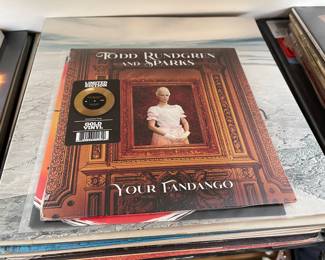 TODD RUNDGREN
AND SPARKS
LIMITED
EDITION
GOLD
VINYL
YOUR FANDANGO